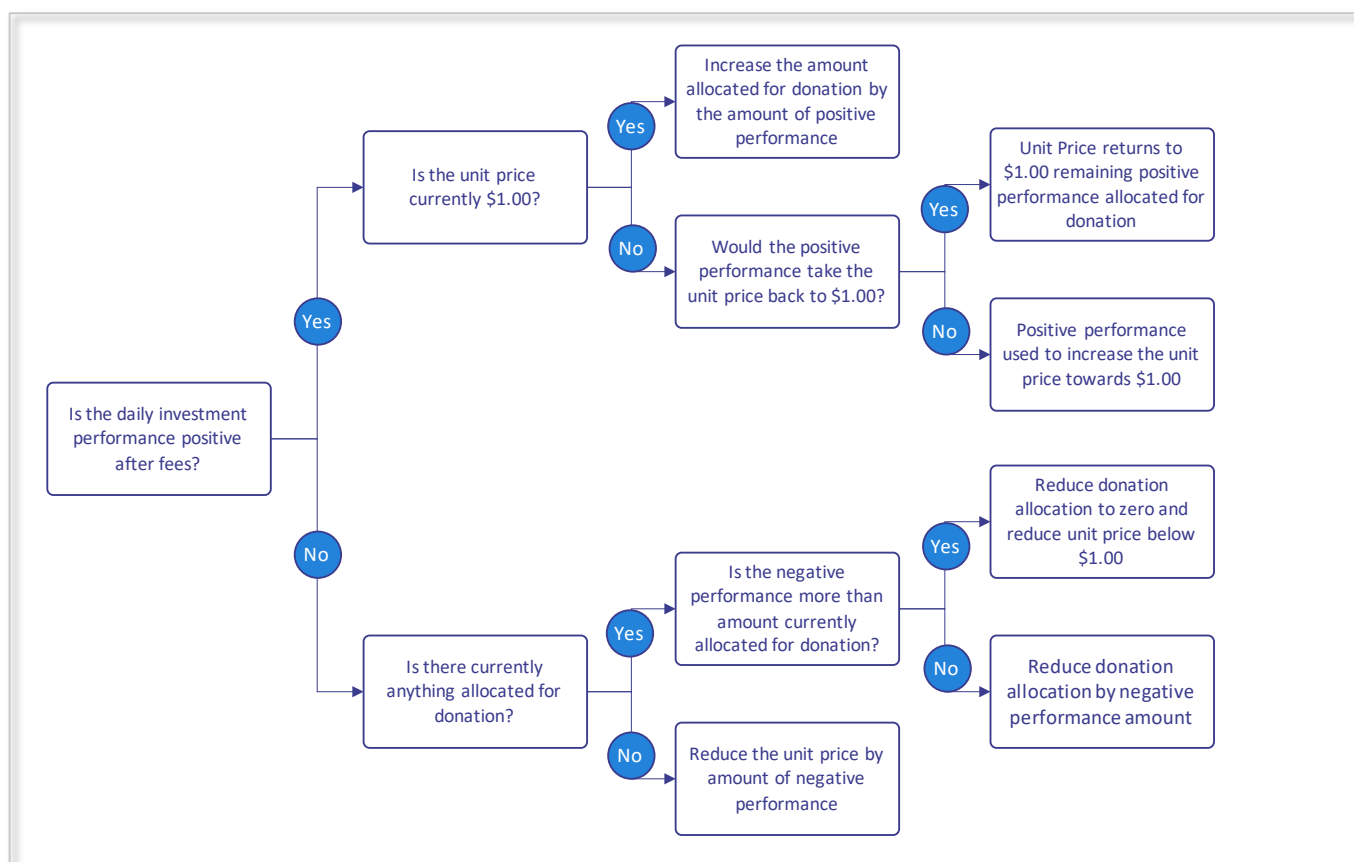 Increase the amount
allocated for donation by
the amount of positive
performance
Yes
Is the unit price
currently $1.00?
Unit Price returns to
$1.00 remaining positive
performance allocated for
donation
Yes
No
Would the positive
performance take the
unit price back to $1.00?
Yes
No
Positive performance
used to increase the unit
price towards $1.00
Is the daily investment
performance positive
after fees?
No
Reduce donation
allocation to zero and
reduce unit price below
$1.00
Yes
Is the negative
performance more than
amount currently
allocated for donation?
Yes
Is there currently
anything allocated for
donation?
No
Reduce donation
allocation by negative
performance amount
No
Reduce the unit price by
amount of negative
performance